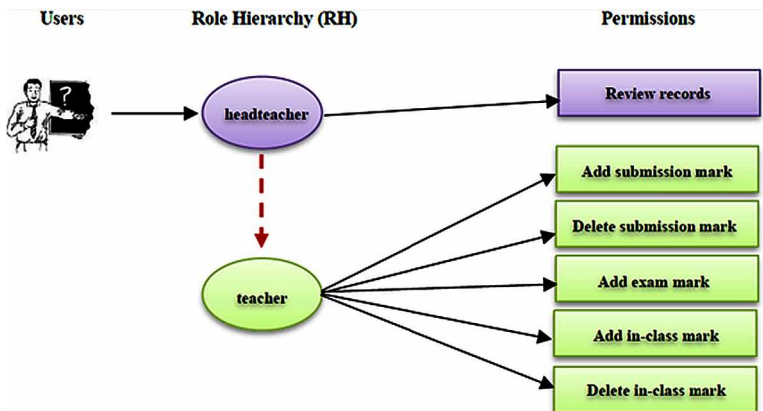 Users Role Hierarchy (RH) Permissions
?
headteacher
Review records
Add submission mark
Delete submission mark
teacher
Add exam mark
Add in-class mark
Delete in-class mark